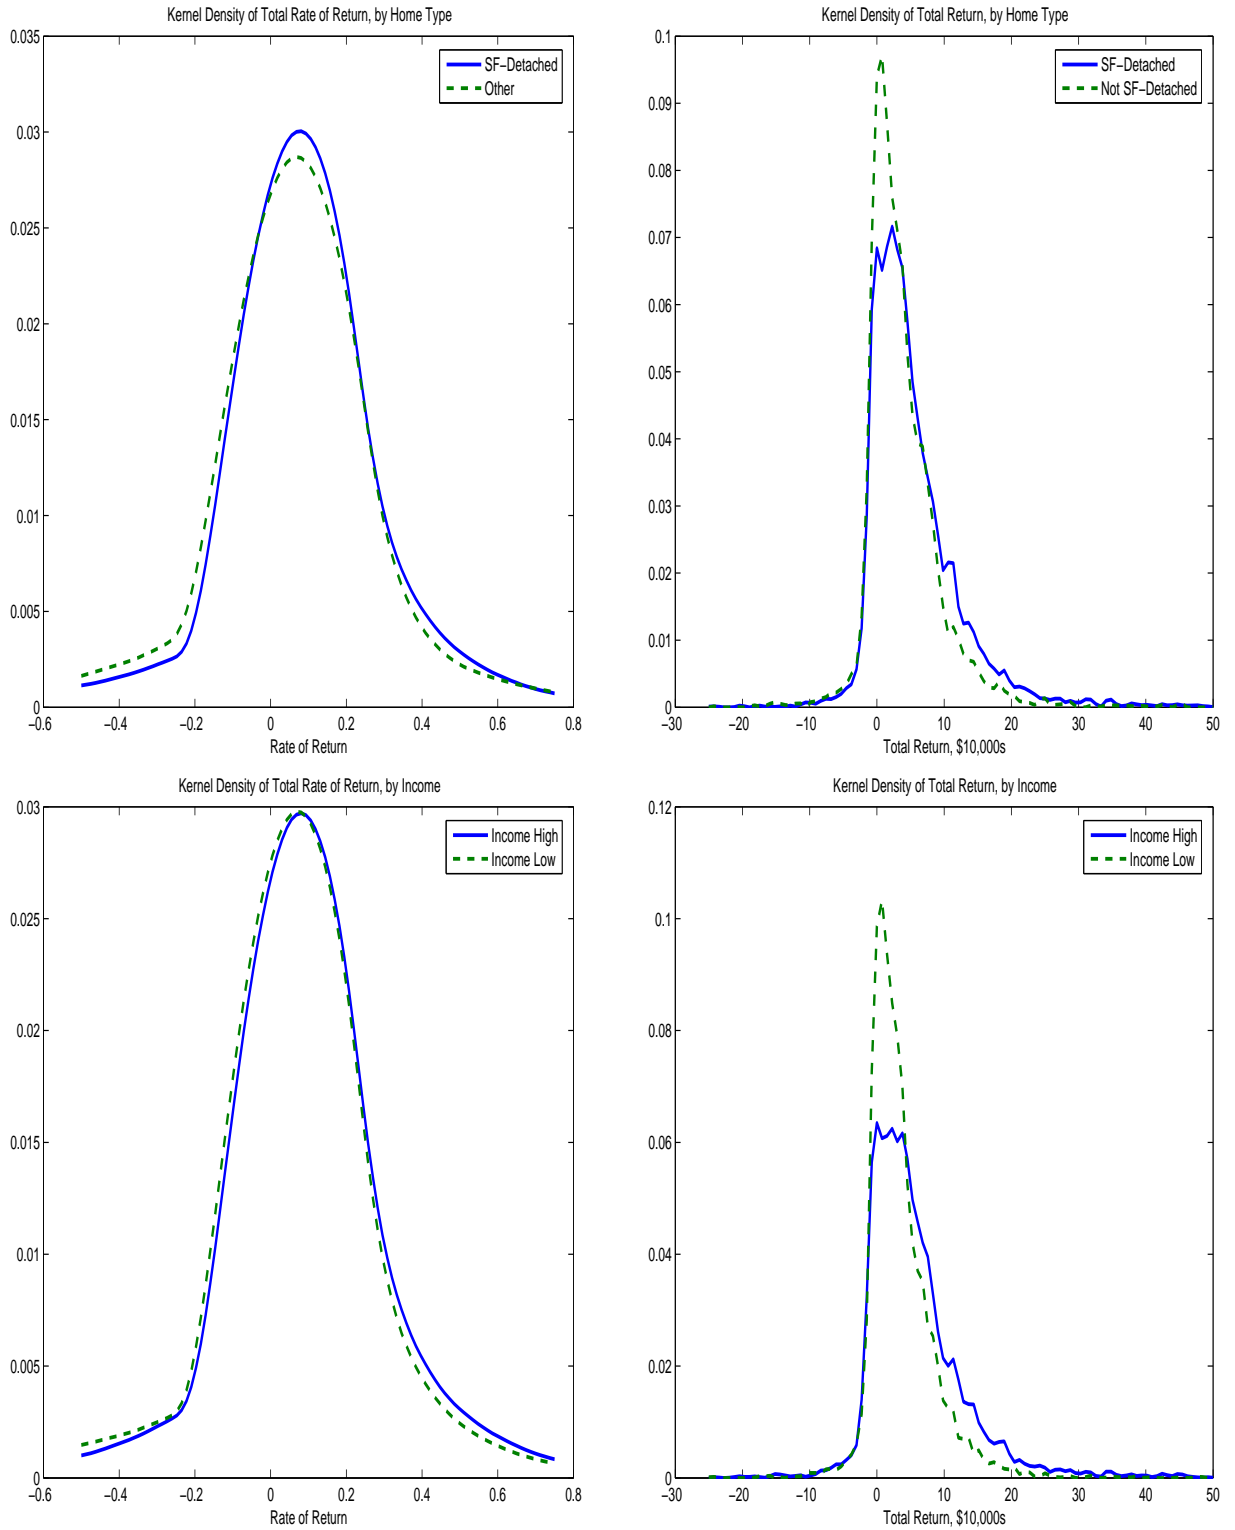 Kernel Density of Total Rate of Return, by Home Type
0.035
0.03
0.025
0.02
0.015
0.01
0.005
0
−0.6 −0.4 −0.2 0 0.2 0.4 0.6 0.8
Rate of Return
SF−Detached
Other
Kernel Density of Total Return, by Home Type
0.1
0.09
0.08
0.07
0.06
0.05
0.04
0.03
0.02
0.01
0
−30 −20 −10 0 10 20 30 40 50
Total Return, $10,000s
SF−Detached
Not SF−Detached
Kernel Density of Total Rate of Return, by Income
0.03
0.025
0.02
0.015
0.01
0.005
0
−0.6 −0.4 −0.2 0 0.2 0.4 0.6 0.8
Rate of Return
Income High
Income Low
Kernel Density of Total Return, by Income
0.12
0.1
0.08
0.06
0.04
0.02
0
−30 −20 −10 0 10 20 30 40 50
Total Return, $10,000s
Income High
Income Low